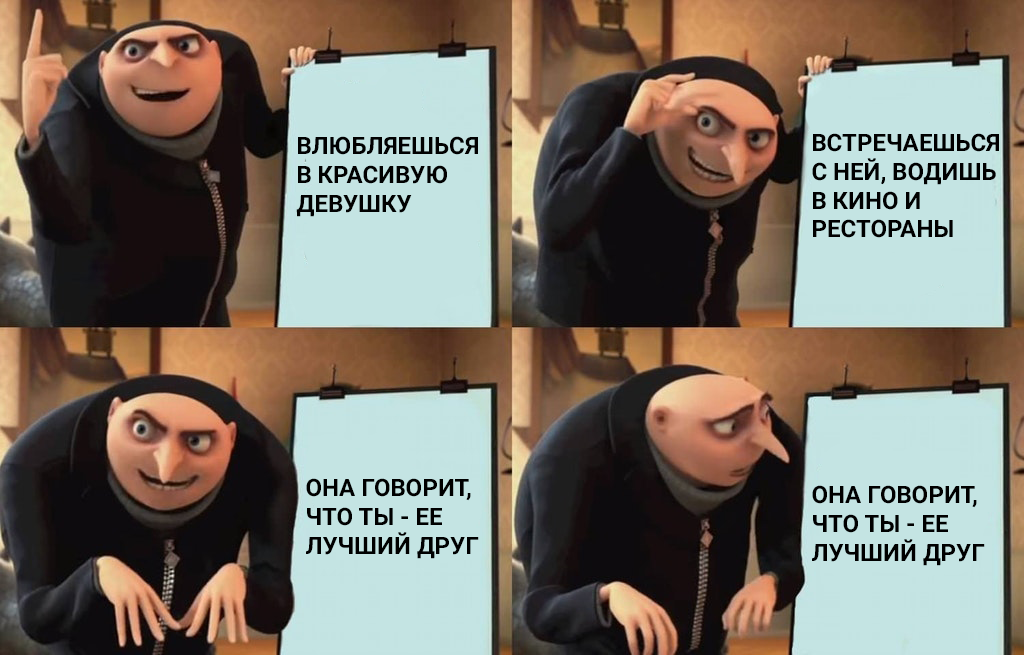 ВЛЮБЛЯЕШЬСЯ
В КРАСИВУЮ
ДЕВУШКУ
ВСТРЕЧАЕШЬСЯ
С НЕЙ, ВОДИШЬ
В КИНО И
РЕСТОРАНЫ
ОНА ГОВОРИТ,
ЧТО ТЫ - ЕЕ
ЛУЧШИЙ ДРУГ
ОНА ГОВОРИТ,
ЧТО ТЫ - ЕЕ
ЛУЧШИЙ ДРУГ